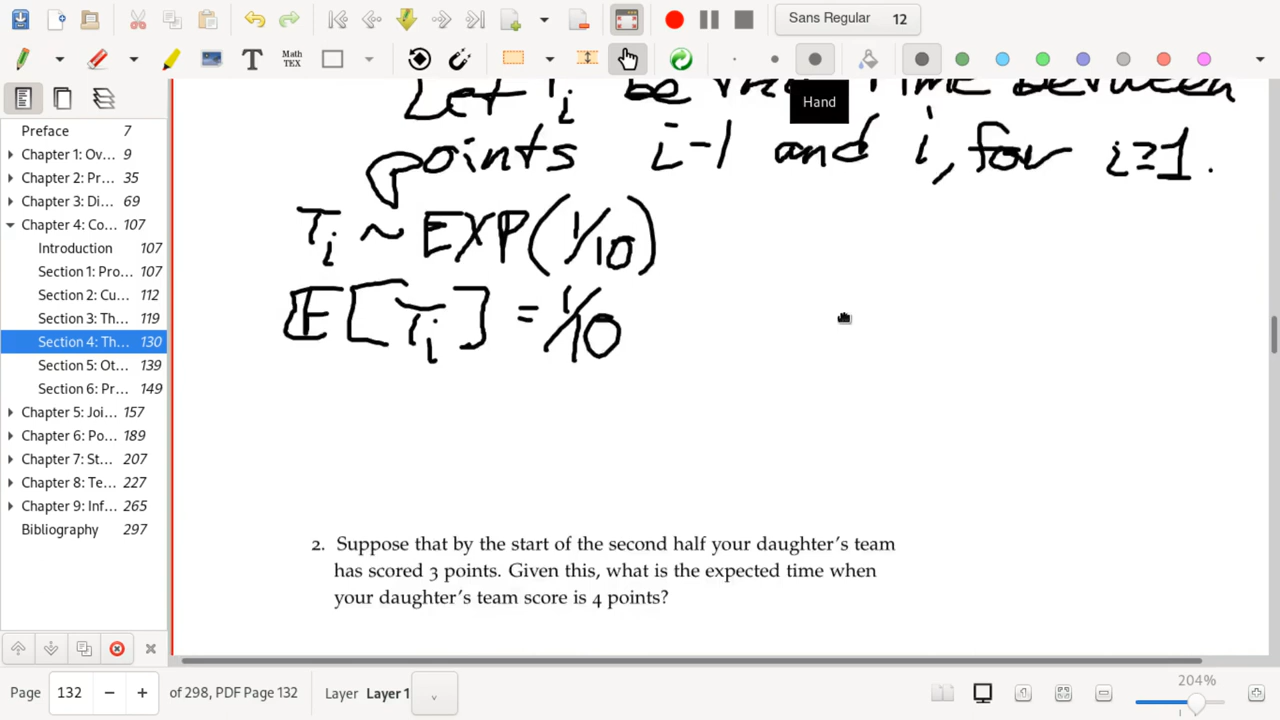 Sans Regular 12
Math
TEX
Hand
Preface 7
Chapter 1: Ov... 9
Chapter 2: Pr... 35
Chapter 3: Di... 69
Chapter 4: Co... 107
Introduction 107
Section 1: Pro... 107
Section 2: Cu... 112
Section 3: Th... 119
Section 4: Th... 130
Section 5: Ot... 139
Section 6: Pr... 149
Chapter 5: Joi... 157
Chapter 6: Po... 189
Chapter 7: St... 207
Chapter 8: Te... 227
Chapter 9: Inf... 265
Bibliography 297
Let Tᵢ be the Time between
points i-1 and i, for i≥1.
Tᵢ ~ EXP(1/10)
E[Tᵢ] = 1/10
2. Suppose that by the start of the second half your daughter's team
has scored 3 points. Given this, what is the expected time when
your daughter's team score is 4 points?
Page 132 of 298, PDF Page 132 Layer Layer 1 204%